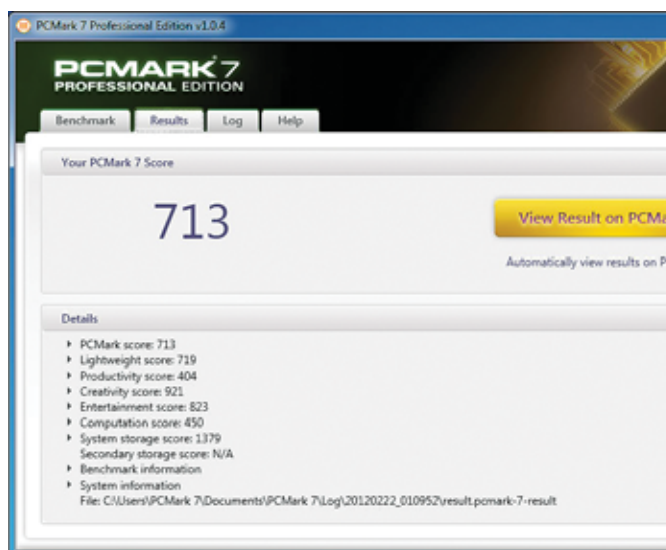 PCMark 7 Professional Edition v1.0.4
PCMARK 7
PROFESSIONAL EDITION
Benchmark Results Log Help
Your PCMark 7 Score
713
View Result on PCMa
Automatically view results on P
Details
PCMark score: 713
Lightweight score: 719
Productivity score: 404
Creativity score: 921
Entertainment score: 823
Computation score: 450
System storage score: 1379
Secondary storage score: N/A
Benchmark information
System information
File: C:\Users\PCMark 7\Documents\PCMark 7\Log\20120222_010952\result.pcmark-7-result